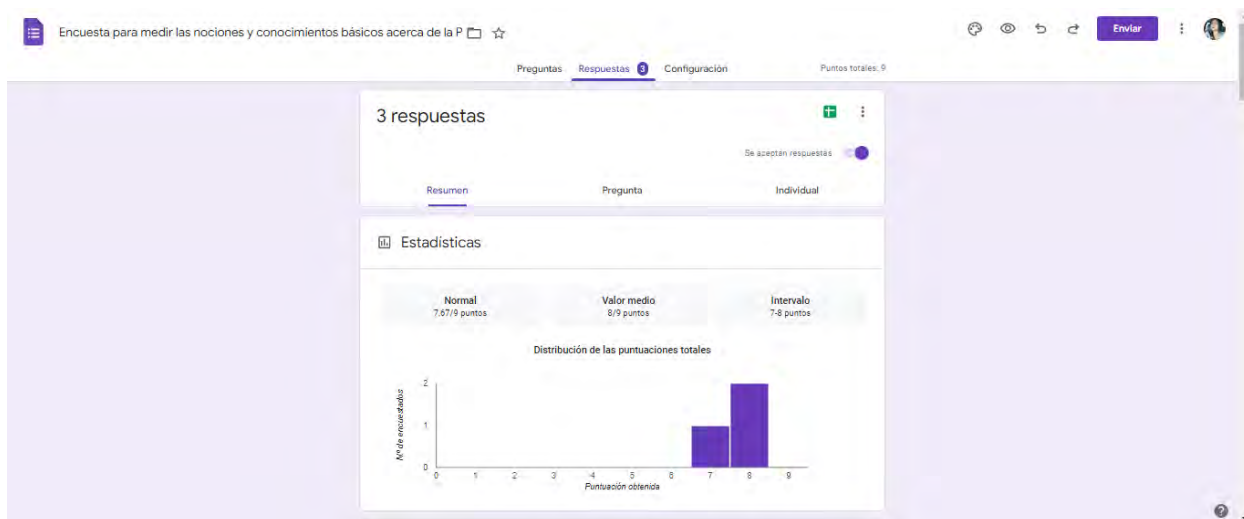 Encuesta para medir las nociones y conocimientos básicos acerca de la P
Enviar
Preguntas Respuestas 3 Configuración
Puntos totales: 9
3 respuestas
Se aceptan respuestas
Resumen Pregunta Individual
Estadísticas
Normal
7.67/9 puntos
Valor medio
8/9 puntos
Intervalo
7-8 puntos
Distribución de las puntuaciones totales
N.º de encuestados
2
1
0
0 1 2 3 4 5 6 7 8 9
Puntuación obtenida